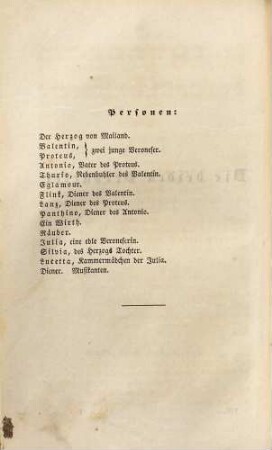 Personen:
Der Herzog von Mailand.
Valentin,
Proteus, } zwei junge Veroneser.
Antonio, Vater des Proteus.
Thurio, Nebenbuhler des Valentin.
Eglamour.
Flink, Diener des Valentin.
Lanz, Diener des Proteus.
Panthino, Diener des Antonio.
Ein Wirth.
Räuber.
Julia, eine edle Veroneserin.
Silvia, des Herzogs Tochter.
Lucetta, Kammermädchen der Julia.
Diener. Musikanten.